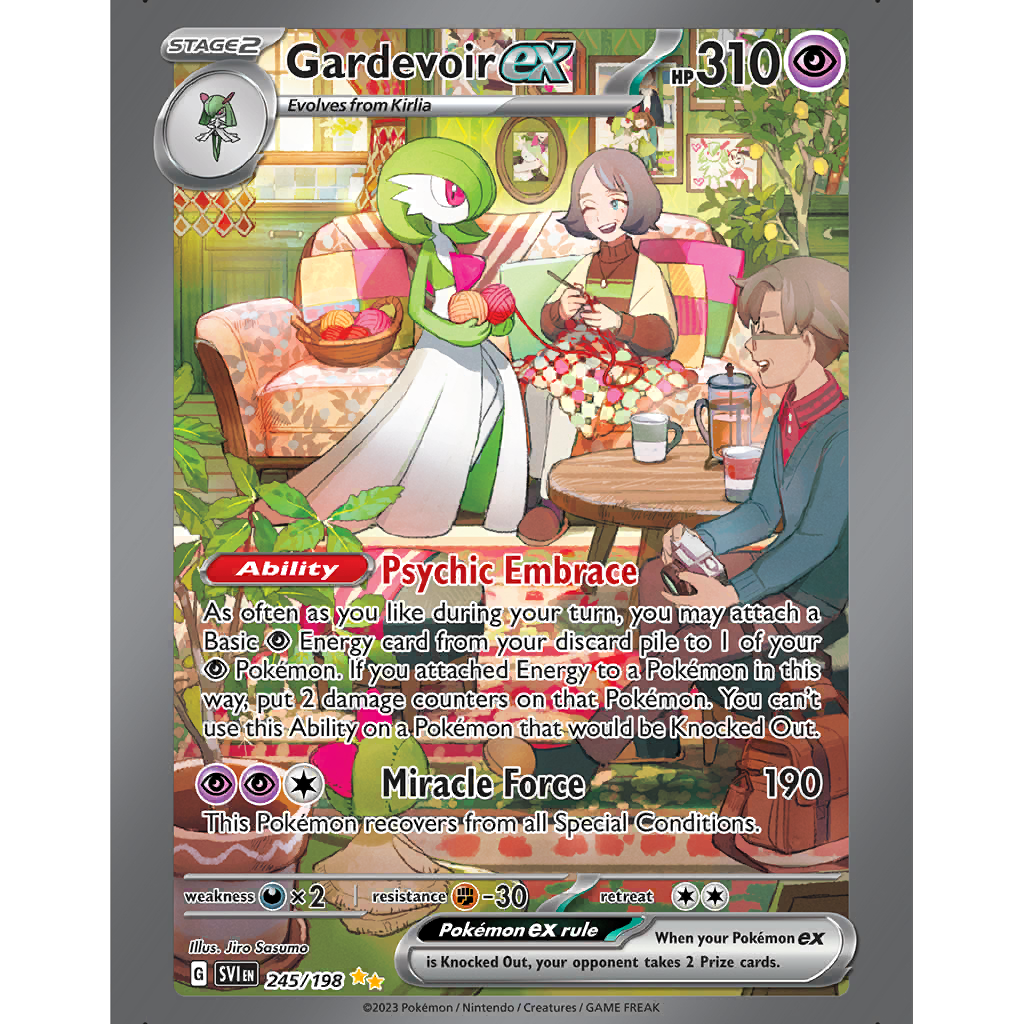 STAGE2 Gardevoir ex HP310
Evolves from Kirlia
Ability Psychic Embrace
As often as you like during your turn, you may attach a
Basic Energy card from your discard pile to 1 of your
Pokémon. If you attached Energy to a Pokémon in this
way, put 2 damage counters on that Pokémon. You can't
use this Ability on a Pokémon that would be Knocked Out.
Miracle Force 190
This Pokémon recovers from all Special Conditions.
weakness ×2 resistance -30 retreat
Pokémon ex rule When your Pokémon ex
is Knocked Out, your opponent takes 2 Prize cards.
Illus. Jiro Sasumo
G SVI EN 245/198
©2023 Pokémon / Nintendo / Creatures / GAME FREAK